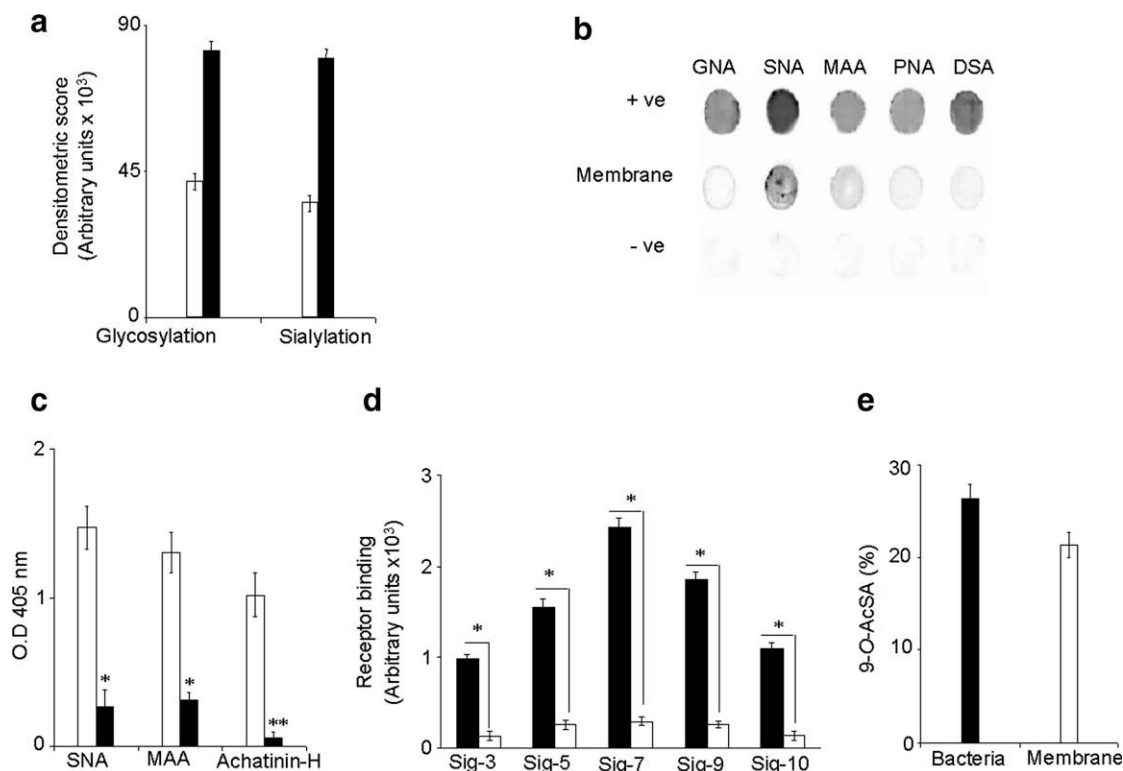 a
90
45
0
Densitometric score
(Arbitrary units x 10³)
Glycosylation
Sialylation
b
GNA SNA MAA PNA DSA
+ ve
Membrane
- ve
c
2
1
0
O.D 405 nm
*
*
**
SNA
MAA
Achatinin-H
d
3
2
1
0
Receptor binding
(Arbitrary units x10³)
*
*
*
*
*
Sig-3 Sig-5 Sig-7 Sig-9 Sig-10
e
30
20
10
0
9-O-AcSA (%)
Bacteria
Membrane